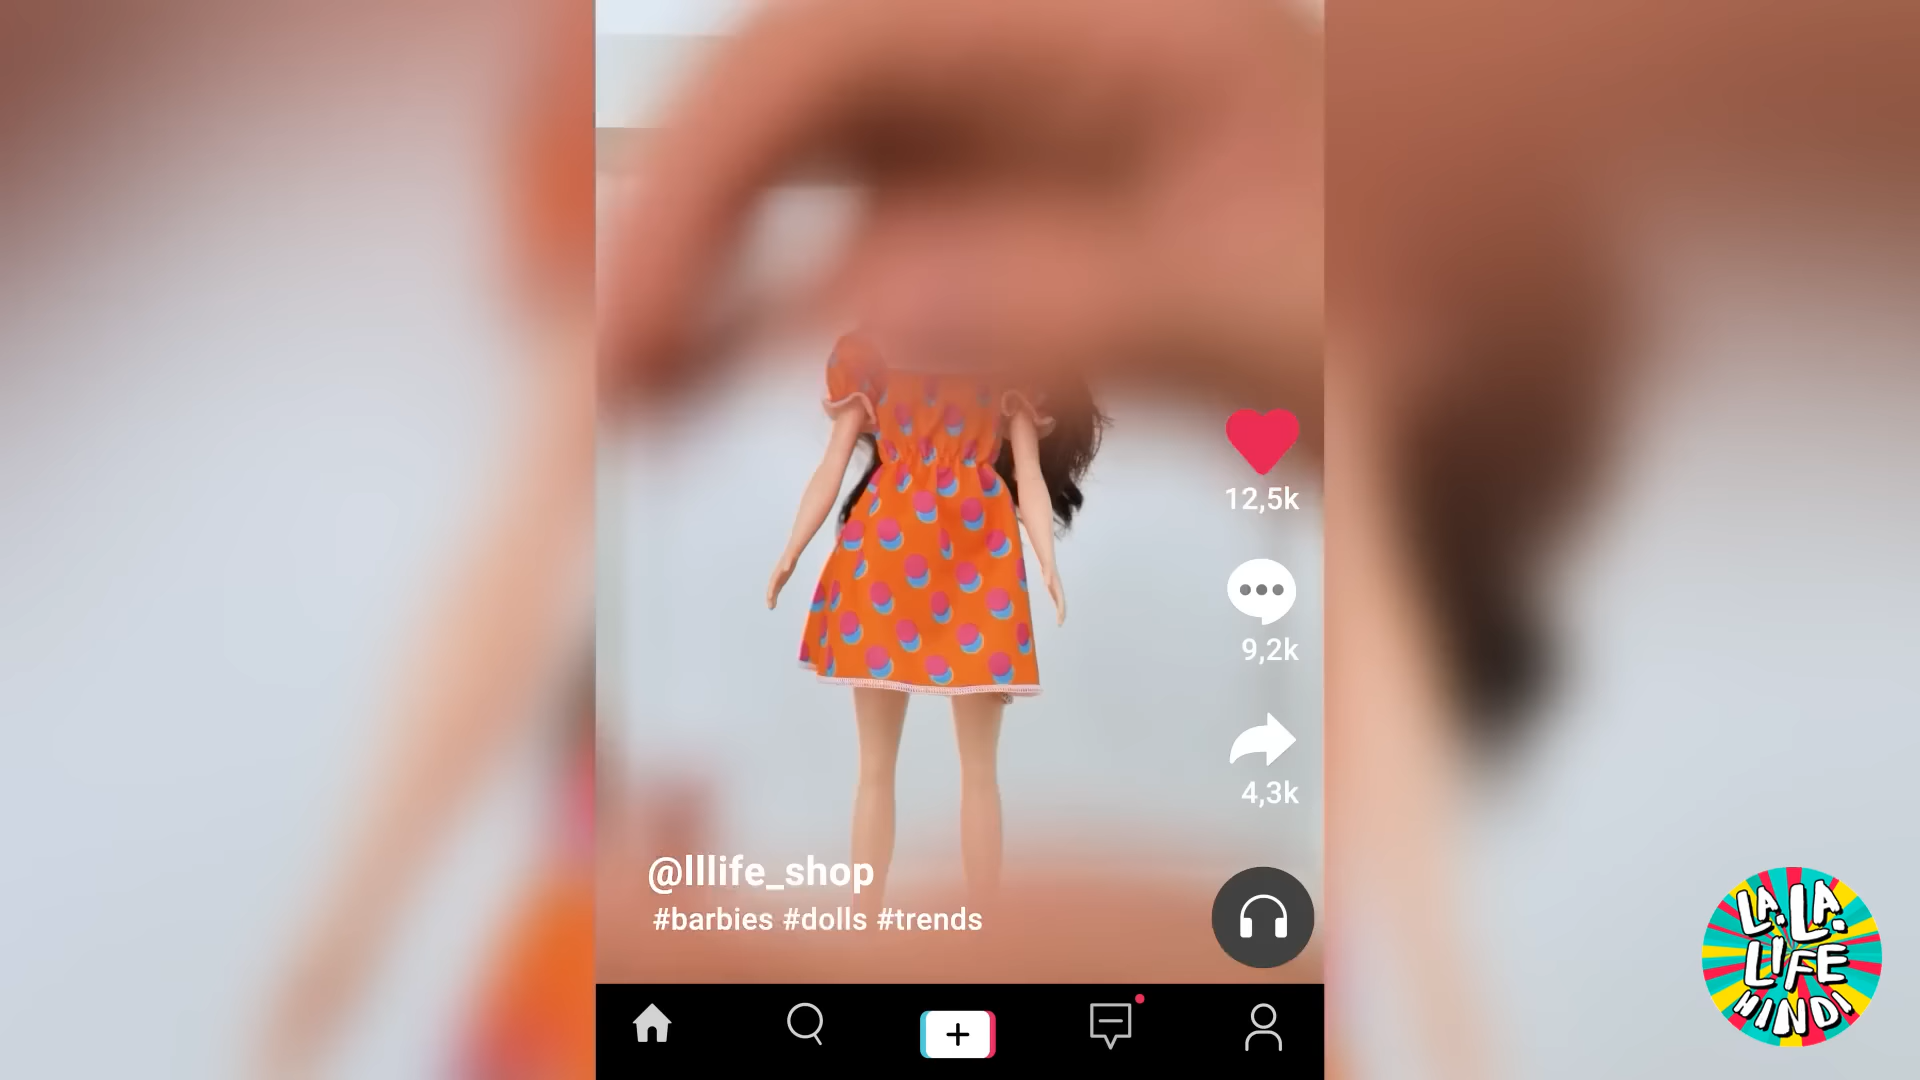 12,5k
9,2k
4,3k
@lllife_shop
#barbies #dolls #trends
LA.LA.
LIFE
HINDI